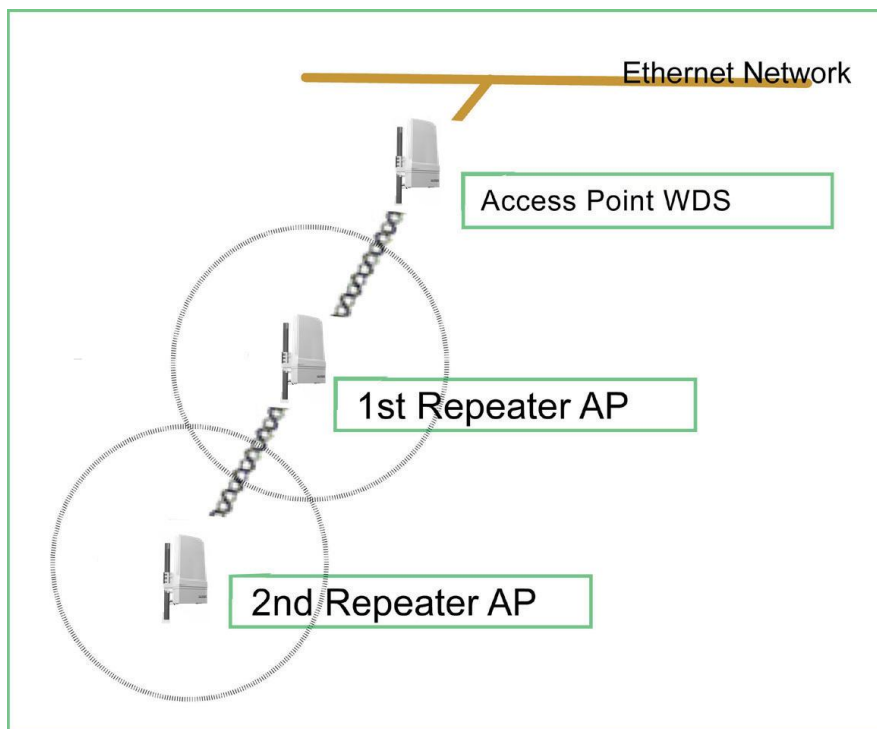 Ethernet Network
Access Point WDS
1st Repeater AP
2nd Repeater AP